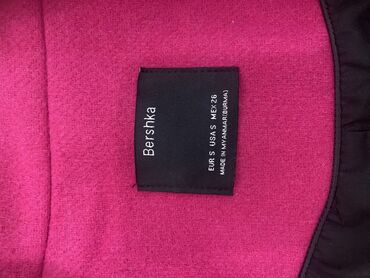 Bershka
EUR S USA S MEX 26
MADE IN MYANMAR(BURMA)